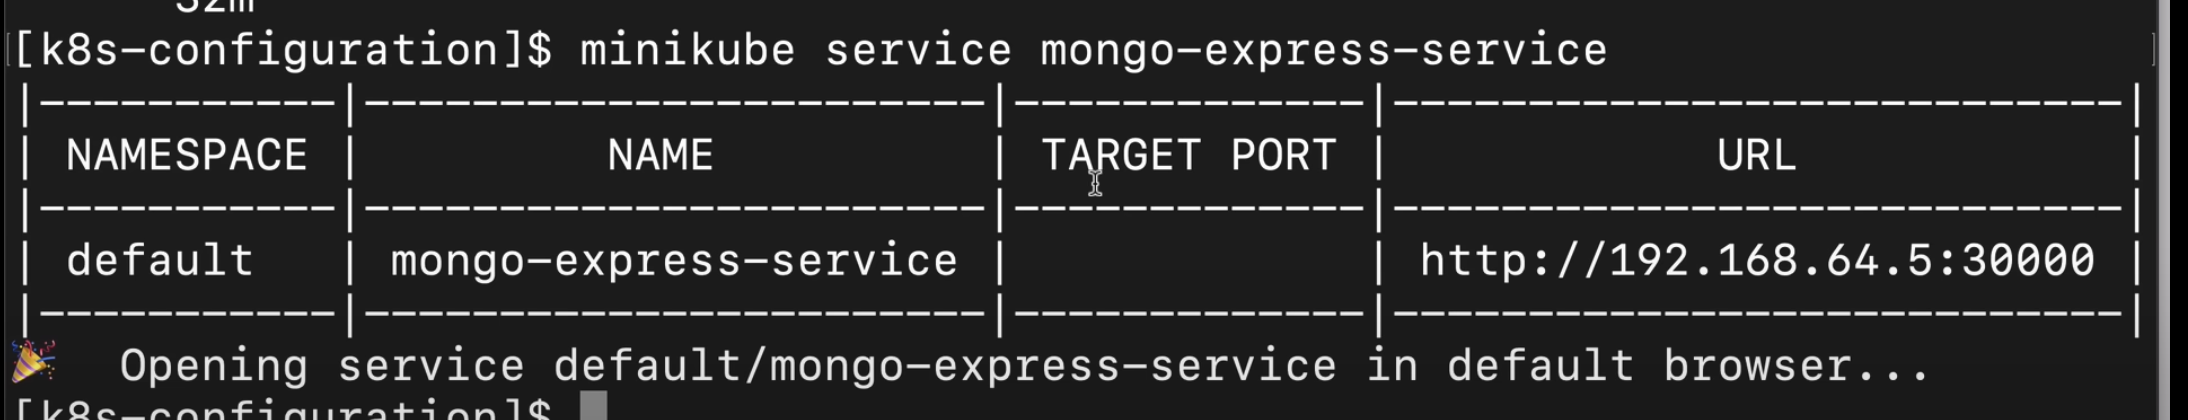 32m
[k8s-configuration]$ minikube service mongo-express-service
|-----------|-----------------------|-------------|---------------------------|
| NAMESPACE | NAME | TARGET PORT | URL |
|-----------|-----------------------|-------------|---------------------------|
| default | mongo-express-service | | http://192.168.64.5:30000 |
|-----------|-----------------------|-------------|---------------------------|
🎉 Opening service default/mongo-express-service in default browser...
[k8s-configuration]$